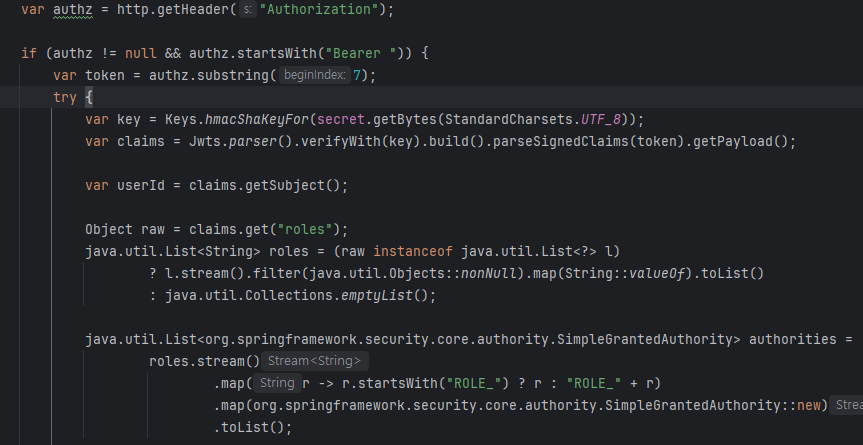 var authz = http.getHeader( s: "Authorization");
if (authz != null && authz.startsWith("Bearer ")) {
var token = authz.substring( beginIndex: 7);
try {
var key = Keys.hmacShaKeyFor(secret.getBytes(StandardCharsets.UTF_8));
var claims = Jwts.parser().verifyWith(key).build().parseSignedClaims(token).getPayload();
var userId = claims.getSubject();
Object raw = claims.get("roles");
java.util.List<String> roles = (raw instanceof java.util.List<?> l)
? l.stream().filter(java.util.Objects::nonNull).map(String::valueOf).toList()
: java.util.Collections.emptyList();
java.util.List<org.springframework.security.core.authority.SimpleGrantedAuthority> authorities =
roles.stream() Stream<String>
.map( String r -> r.startsWith("ROLE_") ? r : "ROLE_" + r)
.map(org.springframework.security.core.authority.SimpleGrantedAuthority::new) Strea
.toList();